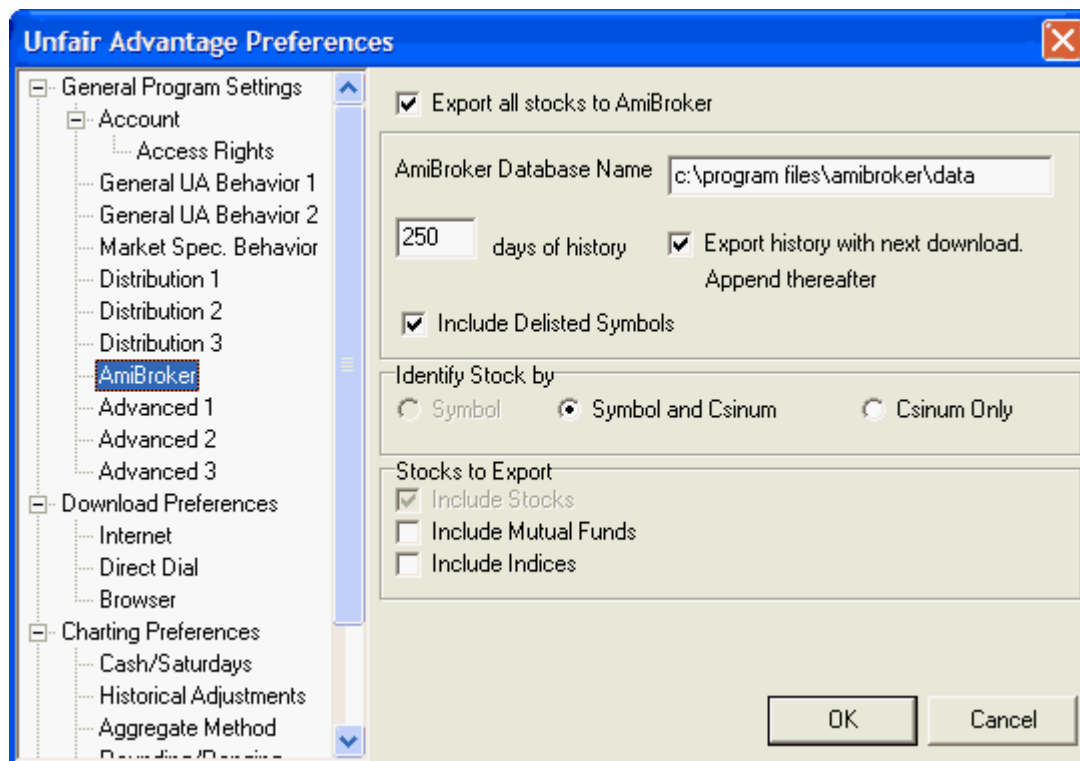 Unfair Advantage Preferences
General Program Settings
Account
Access Rights
General UA Behavior 1
General UA Behavior 2
Market Spec. Behavior
Distribution 1
Distribution 2
Distribution 3
AmiBroker
Advanced 1
Advanced 2
Advanced 3
Download Preferences
Internet
Direct Dial
Browser
Charting Preferences
Cash/Saturdays
Historical Adjustments
Aggregate Method
Export all stocks to AmiBroker
AmiBroker Database Name c:\program files\amibroker\data
250 days of history Export history with next download.
Append thereafter
Include Delisted Symbols
Identify Stock by
Symbol Symbol and Csinum Csinum Only
Stocks to Export
Include Stocks
Include Mutual Funds
Include Indices
OK Cancel